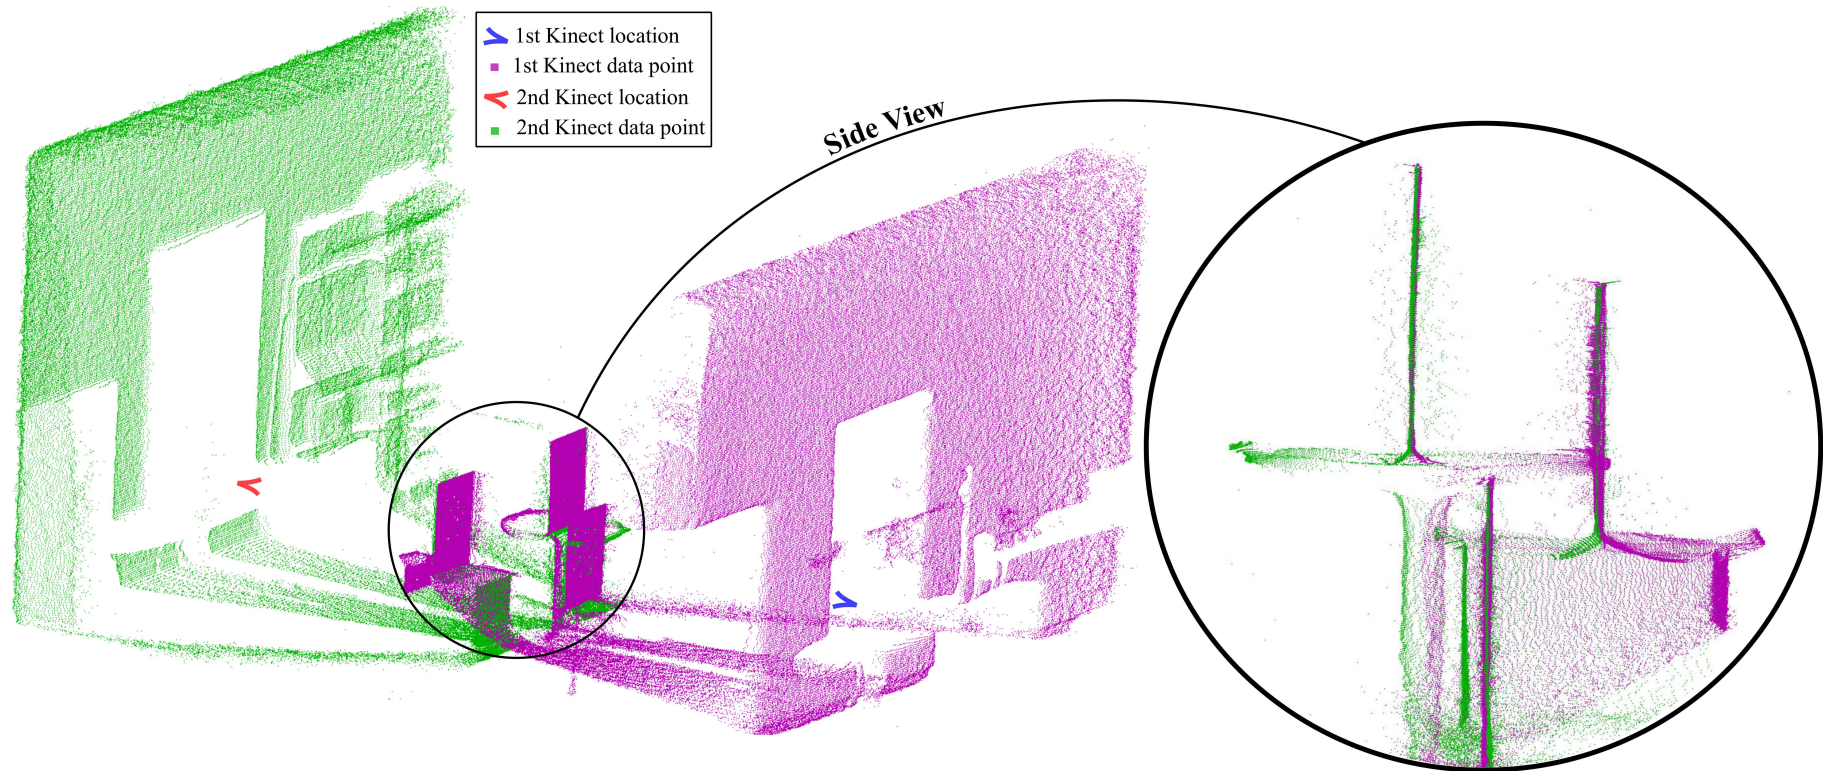 1st Kinect location
1st Kinect data point
2nd Kinect location
2nd Kinect data point
Side View